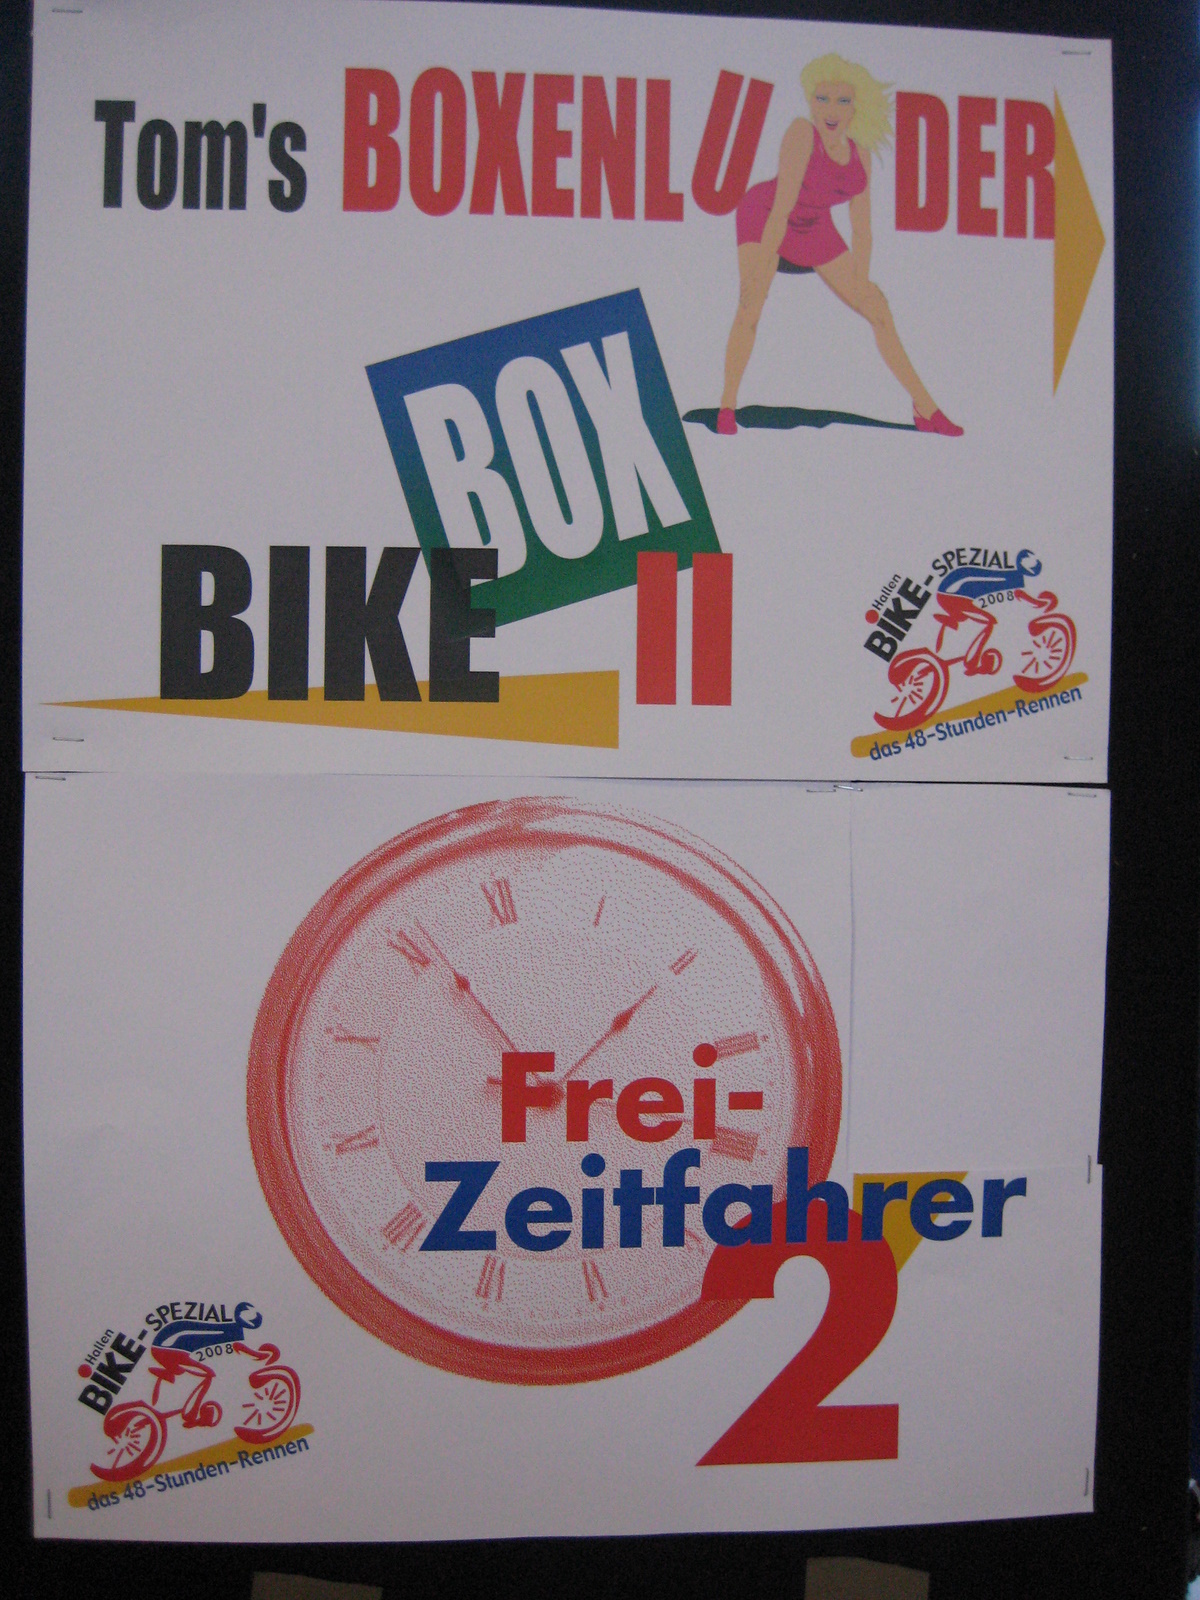 Tom's BOXENLUDER
BOX
BIKE II
Hallen
BIKE-SPEZIAL
2008
das 48-Stunden-Rennen
XII
Frei-
Zeitfahrer
2
Hallen
BIKE-SPEZIAL
2008
das 48-Stunden-Rennen